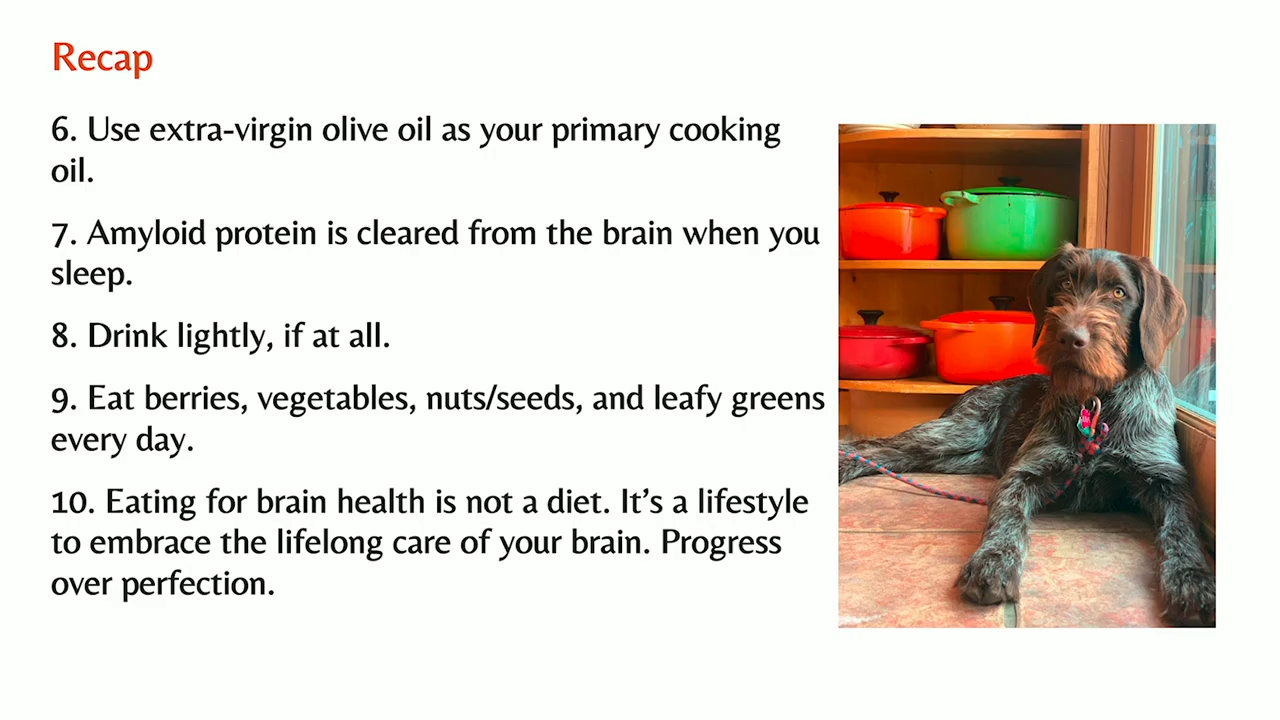 Recap
6. Use extra-virgin olive oil as your primary cooking
oil.
7. Amyloid protein is cleared from the brain when you
sleep.
8. Drink lightly, if at all.
9. Eat berries, vegetables, nuts/seeds, and leafy greens
every day.
10. Eating for brain health is not a diet. It’s a lifestyle
to embrace the lifelong care of your brain. Progress
over perfection.